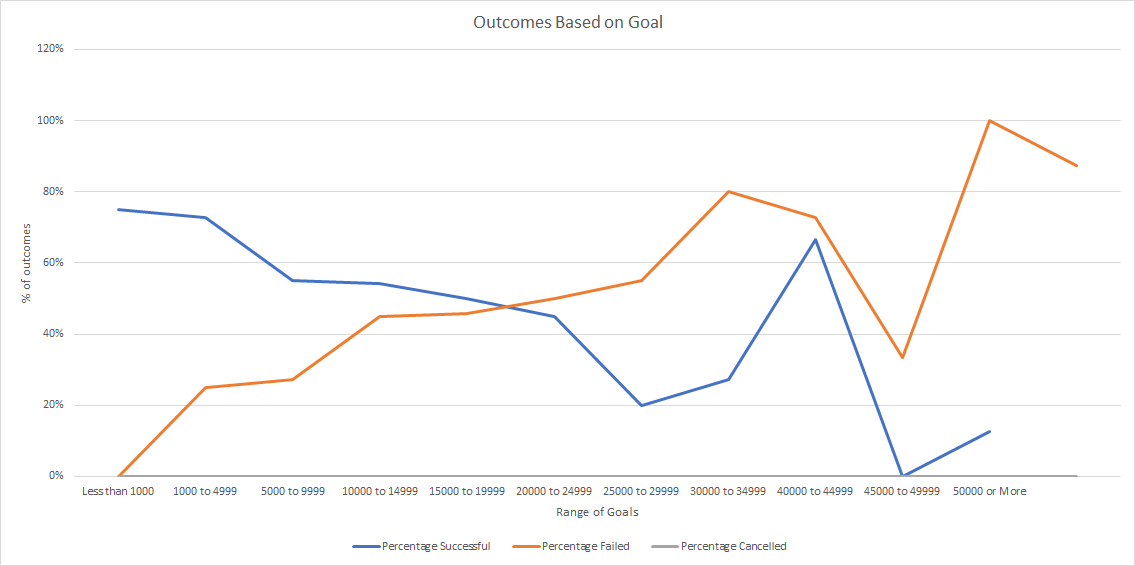 Outcomes Based on Goal
120%
100%
80%
60%
40%
20%
0%
% of outcomes
Less than 1000 1000 to 4999 5000 to 9999 10000 to 14999 15000 to 19999 20000 to 24999 25000 to 29999 30000 to 34999 40000 to 44999 45000 to 49999 50000 or More
Range of Goals
Percentage Successful Percentage Failed Percentage Cancelled